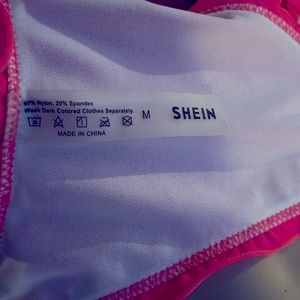 80% Nylon, 20% Spandex
Wash Dark Colored Clothes Separately.
M SHEIN
MADE IN CHINA